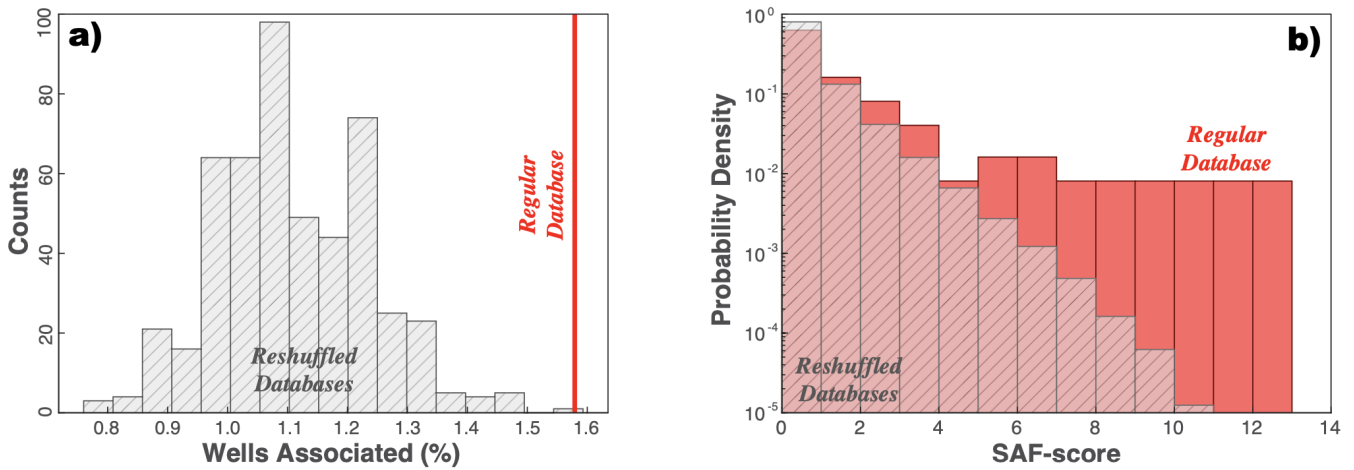 a)
Counts
100
80
60
40
20
0
Regular
Database
Reshuffled
Databases
0.8 0.9 1.0 1.1 1.2 1.3 1.4 1.5 1.6
Wells Associated (%)
b)
Probability Density
10^0
10^-1
10^-2
10^-3
10^-4
10^-5
Regular
Database
Reshuffled
Databases
0 2 4 6 8 10 12 14
SAF-score